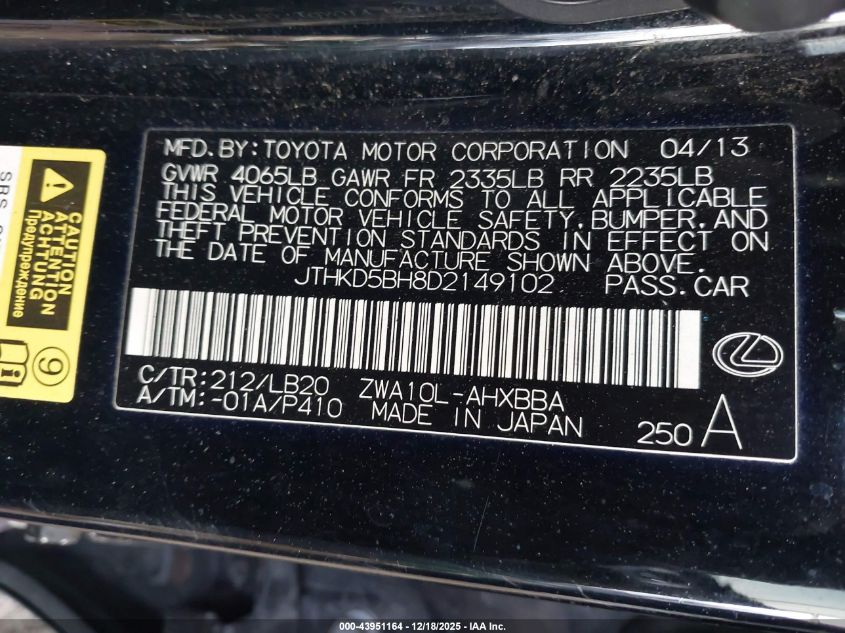 MFD.BY:TOYOTA MOTOR CORPORATION 04/13
GVWR 4065LB GAWR FR 2335LB RR 2235LB
THIS VEHICLE CONFORMS TO ALL APPLICABLE
FEDERAL MOTOR VEHICLE SAFETY, BUMPER, AND
THEFT PREVENTION STANDARDS IN EFFECT ON
THE DATE OF MANUFACTURE SHOWN ABOVE.
JTHKD5BH8D2149102 PASS.CAR
C/TR:212/LB20 ZWA10L-AHXBBA
A/TM:-01A/P410 MADE IN JAPAN
250 A
CAUTION
ATTENTION
ACHTUNG
Предупреждение
9
SRS
000-43951164 - 12/18/2025 - IAA Inc.